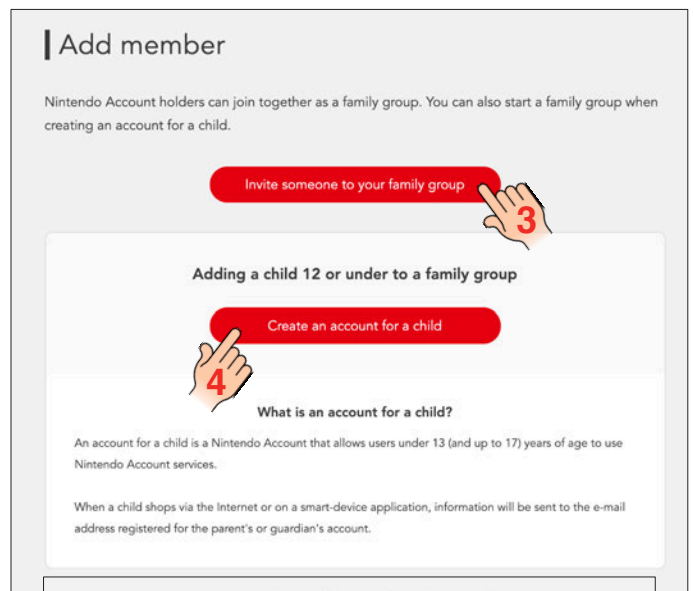 Add member
Nintendo Account holders can join together as a family group. You can also start a family group when
creating an account for a child.
Invite someone to your family group
3
Adding a child 12 or under to a family group
Create an account for a child
4
What is an account for a child?
An account for a child is a Nintendo Account that allows users under 13 (and up to 17) years of age to use
Nintendo Account services.
When a child shops via the Internet or on a smart-device application, information will be sent to the e-mail
address registered for the parent's or guardian's account.